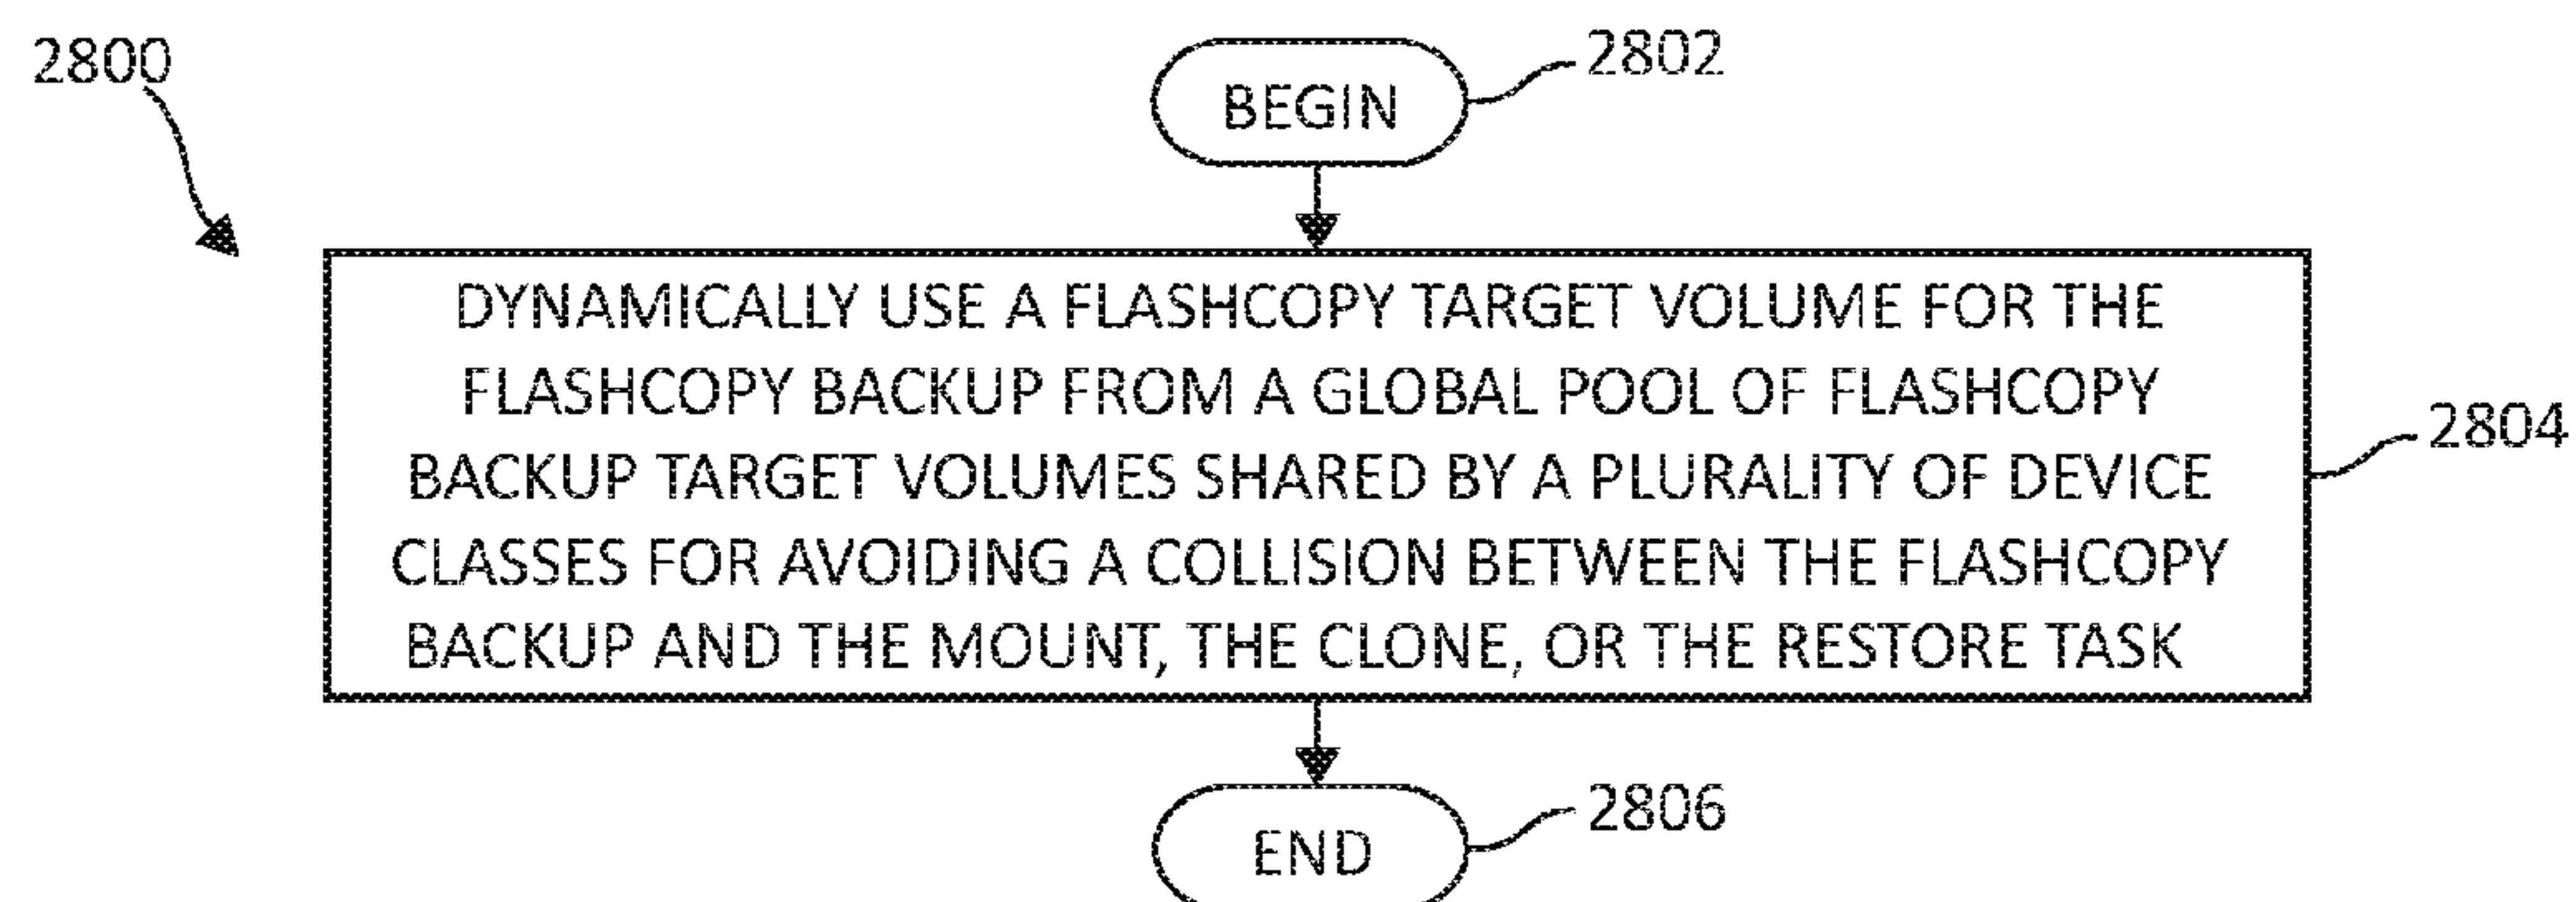 2800
BEGIN
2802
DYNAMICALLY USE A FLASHCOPY TARGET VOLUME FOR THE
FLASHCOPY BACKUP FROM A GLOBAL POOL OF FLASHCOPY
BACKUP TARGET VOLUMES SHARED BY A PLURALITY OF DEVICE
CLASSES FOR AVOIDING A COLLISION BETWEEN THE FLASHCOPY
BACKUP AND THE MOUNT, THE CLONE, OR THE RESTORE TASK
2804
END
2806